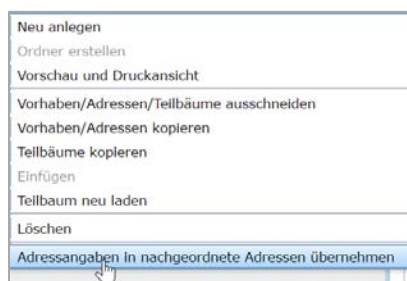 Neu anlegen
Ordner erstellen
Vorschau und Druckansicht
Vorhaben/Adressen/Teilbäume ausschneiden
Vorhaben/Adressen kopieren
Teilbäume kopieren
Einfügen
Teilbaum neu laden
Löschen
Adressangaben in nachgeordnete Adressen übernehmen